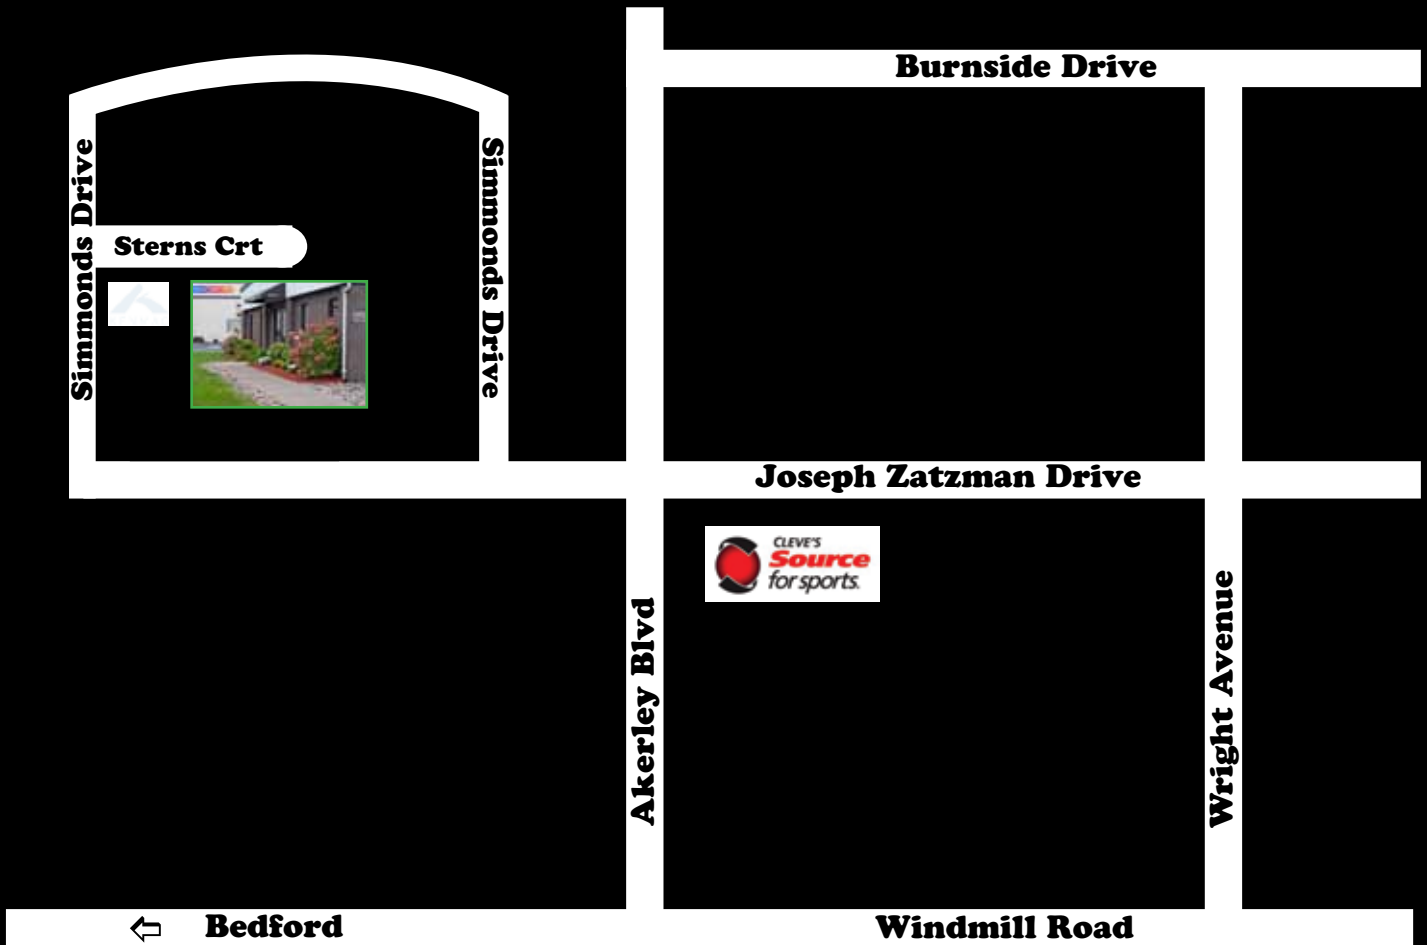 Burnside Drive
Simmonds Drive
Simmonds Drive
Sterns Crt
Joseph Zatzman Drive
CLEVE'S
Source
for sports.
Akerley Blvd
Wright Avenue
Bedford
Windmill Road